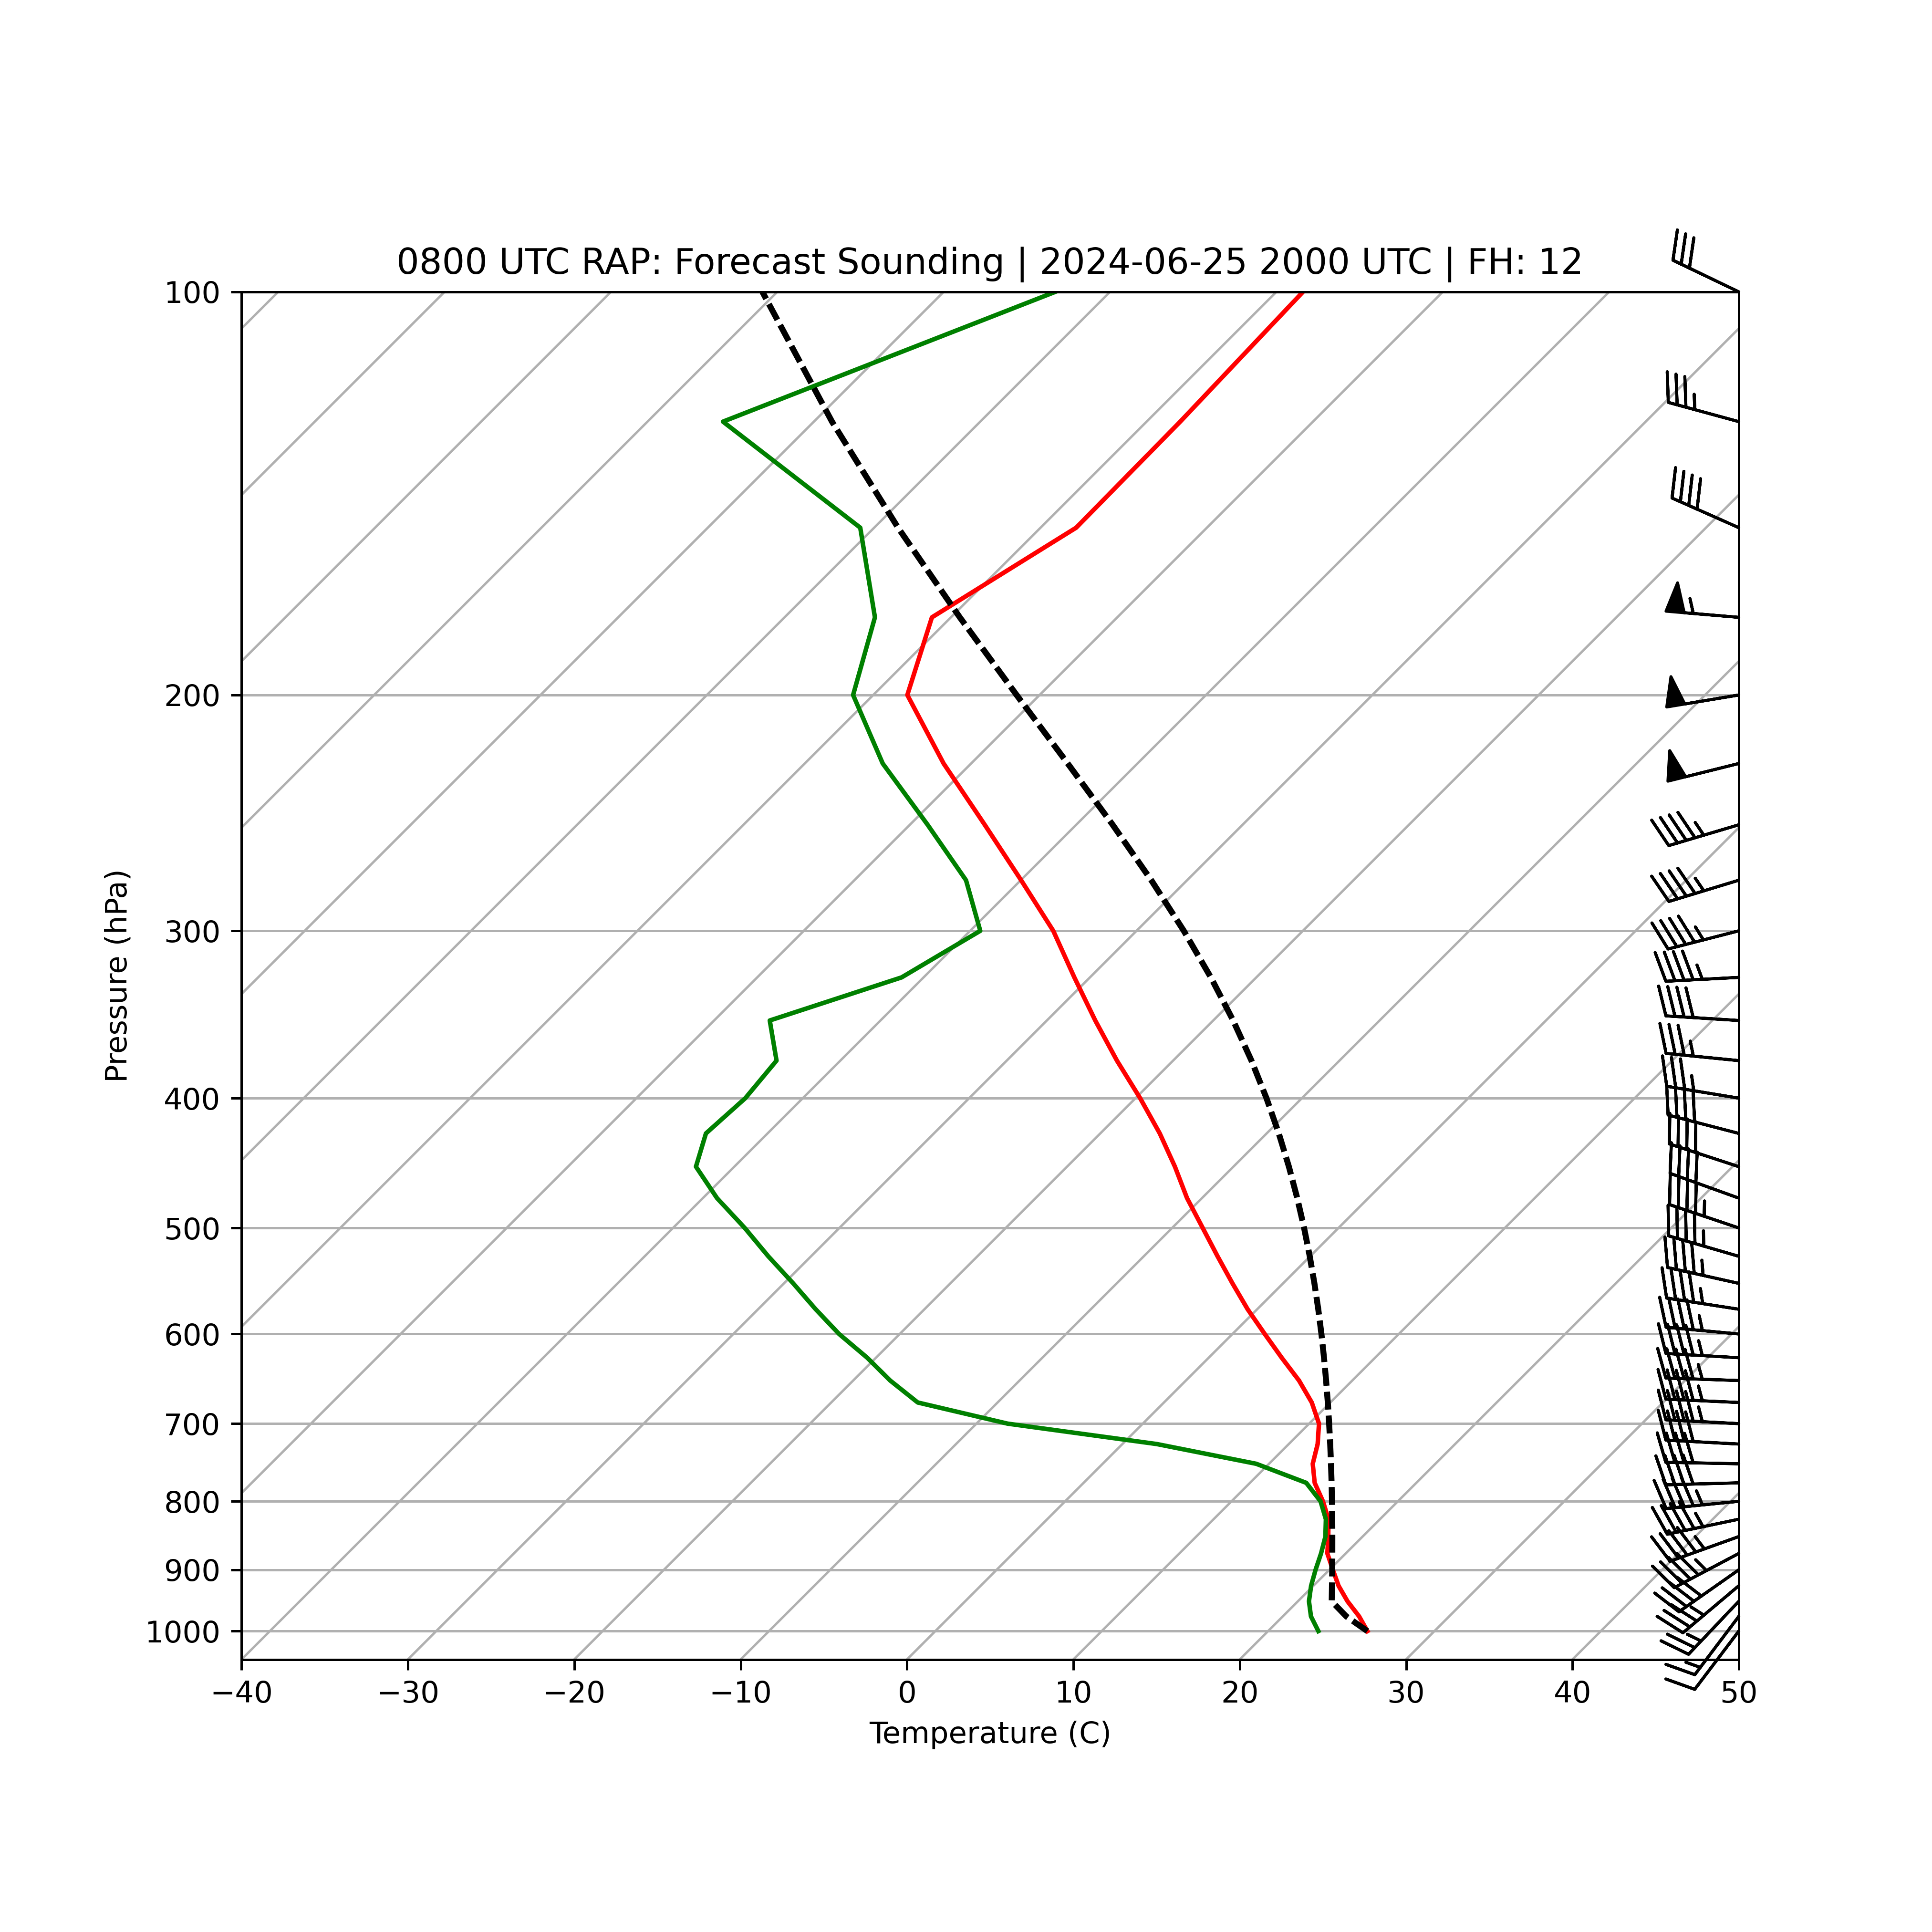 0800 UTC RAP: Forecast Sounding | 2024-06-25 2000 UTC | FH: 12
100
200
300
400
500
600
700
800
900
1000
Pressure (hPa)
−40 −30 −20 −10 0 10 20 30 40 50
Temperature (C)